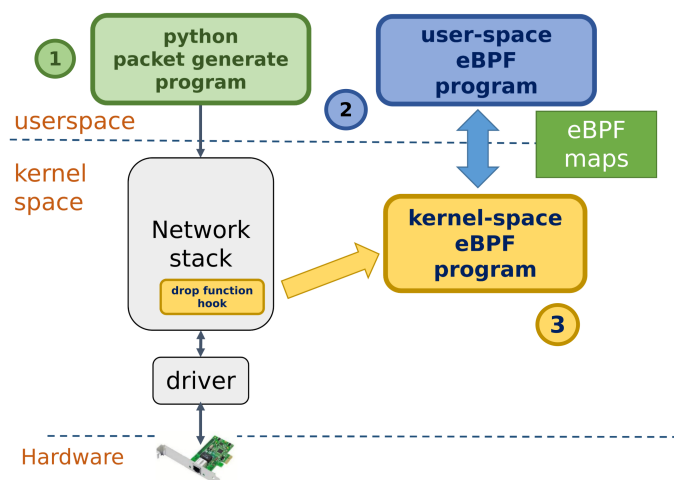 1
python
packet generate
program
user-space
eBPF
program
2
userspace
eBPF
maps
kernel
space
kernel-space
eBPF
program
Network
stack
drop function
hook
3
driver
Hardware